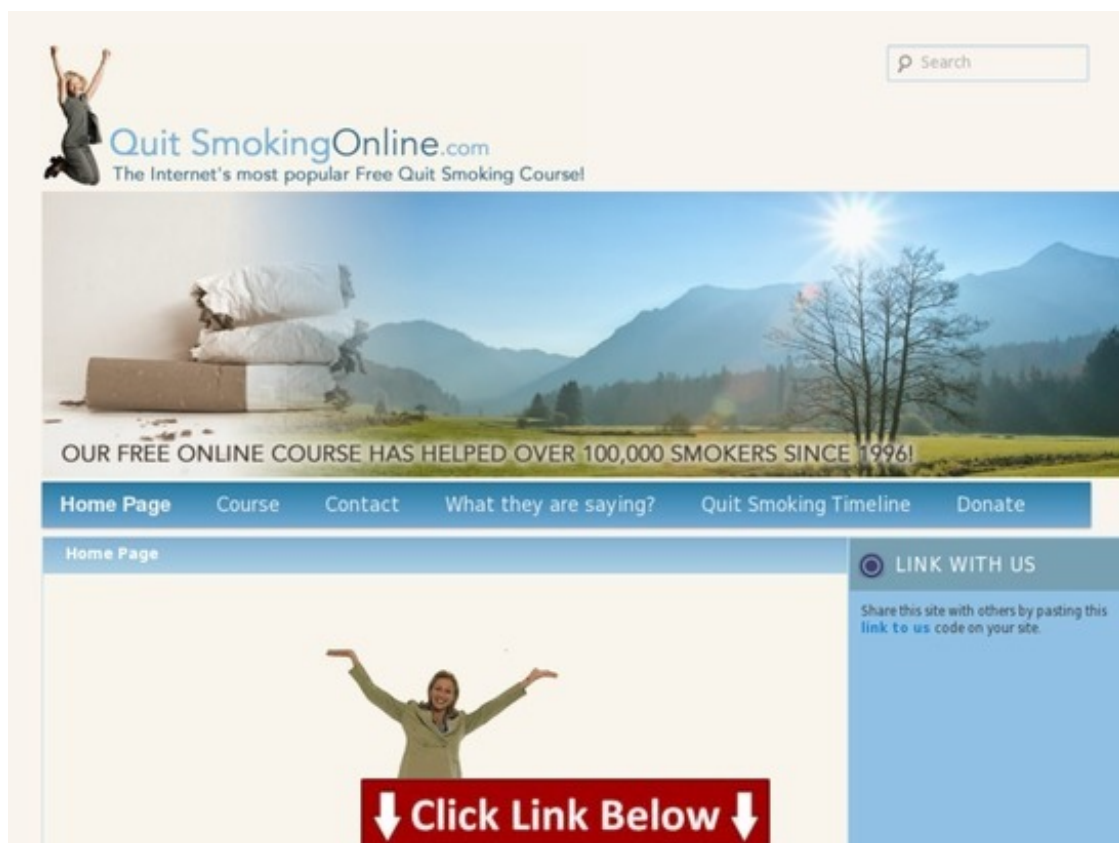 Search
Quit SmokingOnline.com
The Internet's most popular Free Quit Smoking Course!
OUR FREE ONLINE COURSE HAS HELPED OVER 100,000 SMOKERS SINCE 1996!
Home Page Course Contact What they are saying? Quit Smoking Timeline Donate
Home Page
LINK WITH US
Share this site with others by pasting this
link to us code on your site.
Click Link Below